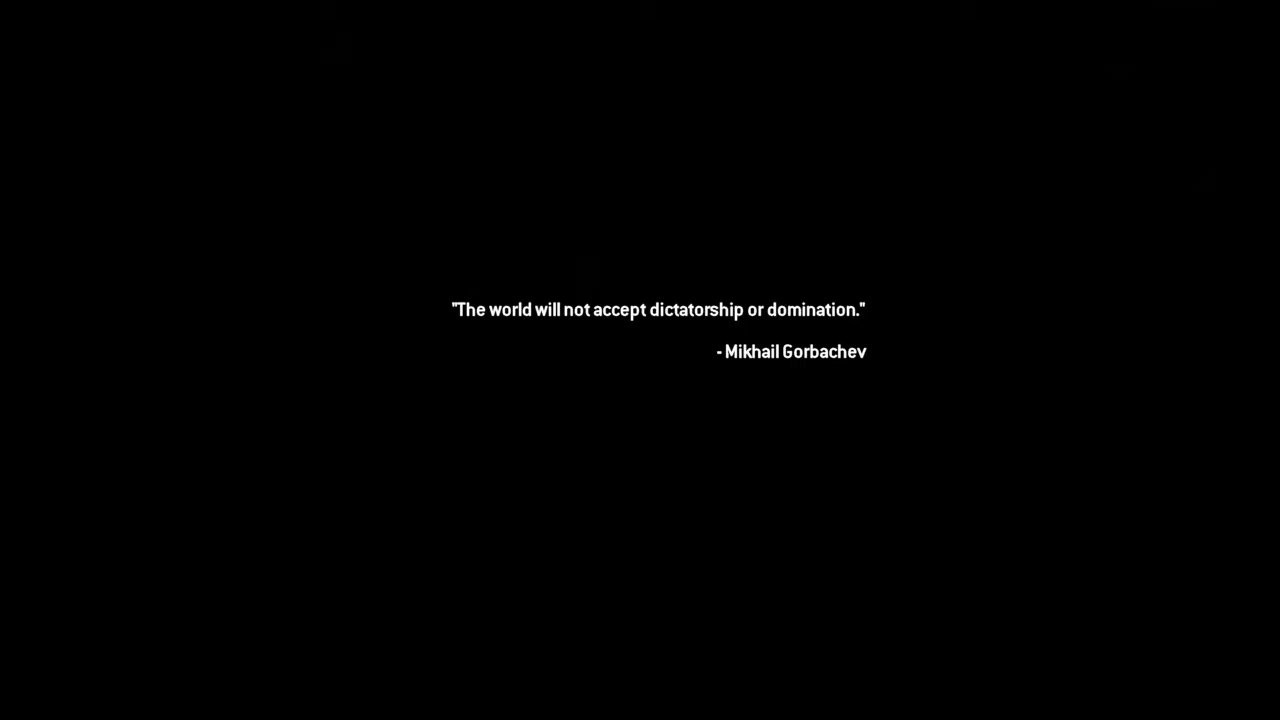 "The world will not accept dictatorship or domination."
- Mikhail Gorbachev